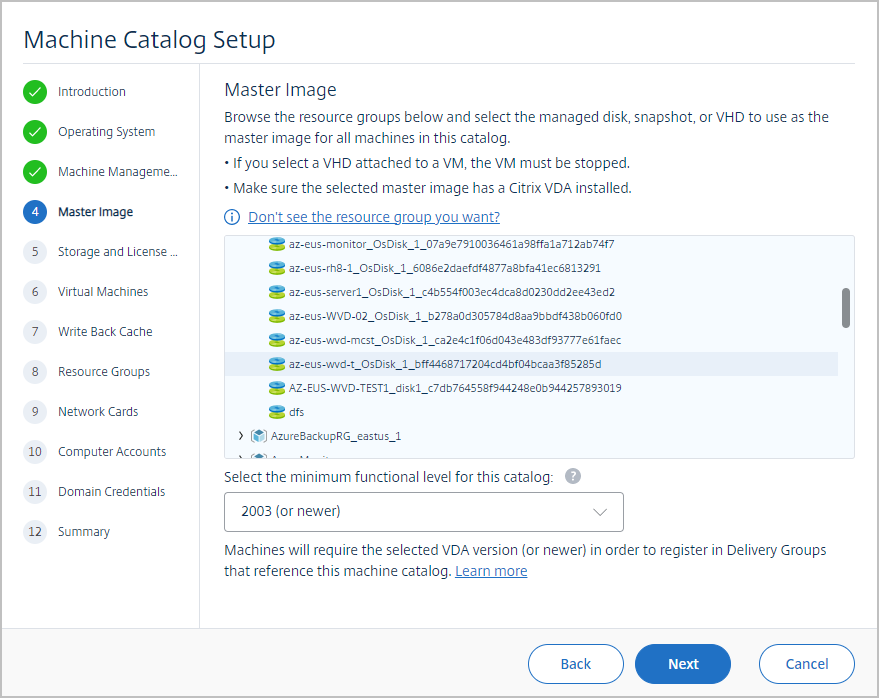 Machine Catalog Setup
Introduction
Operating System
Machine Manageme...
4 Master Image
5 Storage and License ...
6 Virtual Machines
7 Write Back Cache
8 Resource Groups
9 Network Cards
10 Computer Accounts
11 Domain Credentials
12 Summary
Master Image
Browse the resource groups below and select the managed disk, snapshot, or VHD to use as the
master image for all machines in this catalog.
• If you select a VHD attached to a VM, the VM must be stopped.
• Make sure the selected master image has a Citrix VDA installed.
Don't see the resource group you want?
az-eus-monitor_OsDisk_1_07a9e7910036461a98ffa1a712ab74f7
az-eus-rh8-1_OsDisk_1_6086e2daefdf4877a8bfa41ec6813291
az-eus-server1_OsDisk_1_c4b554f003ec4dca8d0230dd2ee43ed2
az-eus-WVD-02_OsDisk_1_b278a0d305784d8aa9bbdf438b060fd0
az-eus-wvd-mcst_OsDisk_1_ca2e4c1f06d043e483df93777e61faec
az-eus-wvd-t_OsDisk_1_bff4468717204cd4bf04bcaa3f85285d
AZ-EUS-WVD-TEST1_disk1_c7db764558f944248e0b944257893019
dfs
AzureBackupRG_eastus_1
Select the minimum functional level for this catalog: ?
2003 (or newer)
Machines will require the selected VDA version (or newer) in order to register in Delivery Groups
that reference this machine catalog. Learn more
Back
Next
Cancel